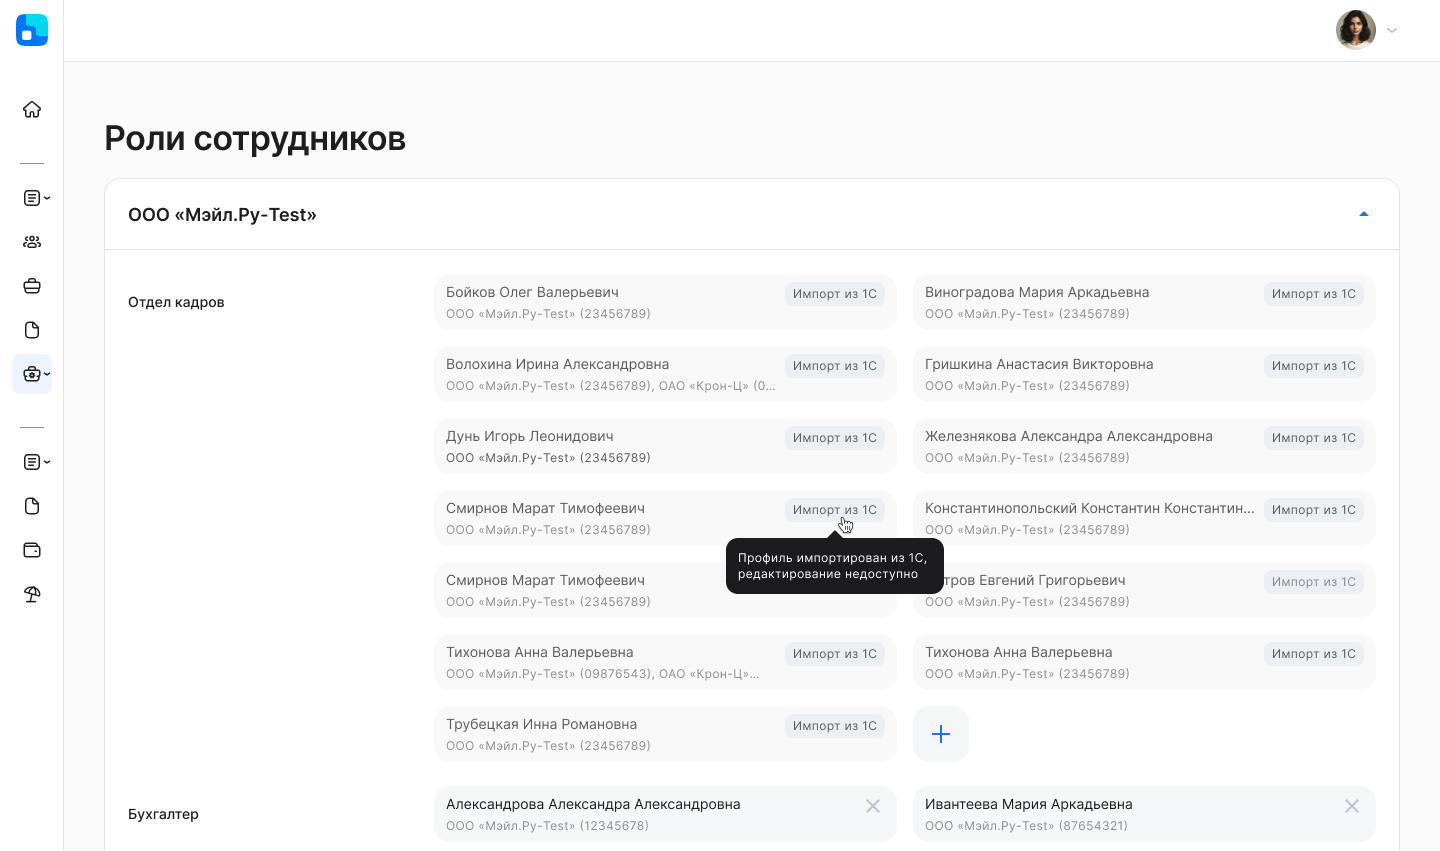 Роли сотрудников
ООО «Мэйл.Ру-Test»
Отдел кадров
Бойков Олег Валерьевич
Импорт из 1С
ООО «Мэйл.Ру-Test» (23456789)
Виноградова Мария Аркадьевна
Импорт из 1С
ООО «Мэйл.Ру-Test» (23456789)
Волохина Ирина Александровна
Импорт из 1С
ООО «Мэйл.Ру-Test» (23456789), ОАО «Крон-Ц» (0...
Гришкина Анастасия Викторовна
Импорт из 1С
ООО «Мэйл.Ру-Test» (23456789)
Дунь Игорь Леонидович
Импорт из 1С
ООО «Мэйл.Ру-Test» (23456789)
Железнякова Александра Александровна
Импорт из 1С
ООО «Мэйл.Ру-Test» (23456789)
Смирнов Марат Тимофеевич
Импорт из 1С
ООО «Мэйл.Ру-Test» (23456789)
Константинопольский Константин Константин...
Импорт из 1С
ООО «Мэйл.Ру-Test» (23456789)
Профиль импортирован из 1С,
редактирование недоступно
Смирнов Марат Тимофеевич
ООО «Мэйл.Ру-Test» (23456789)
Евгений Григорьевич
Импорт из 1С
ООО «Мэйл.Ру-Test» (23456789)
Тихонова Анна Валерьевна
Импорт из 1С
ООО «Мэйл.Ру-Test» (09876543), ОАО «Крон-Ц»...
Тихонова Анна Валерьевна
Импорт из 1С
ООО «Мэйл.Ру-Test» (23456789)
Трубецкая Инна Романовна
Импорт из 1С
ООО «Мэйл.Ру-Test» (23456789)
Бухгалтер
Александрова Александра Александровна
ООО «Мэйл.Ру-Test» (12345678)
Ивантеева Мария Аркадьевна
ООО «Мэйл.Ру-Test» (87654321)